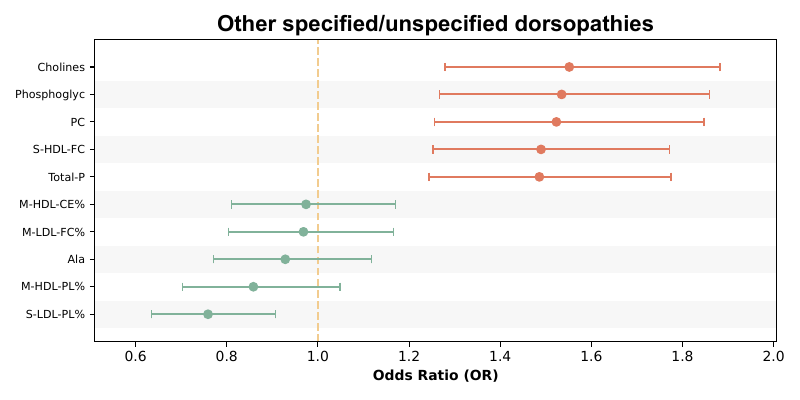 Other specified/unspecified dorsopathies
Cholines
Phosphoglyc
PC
S-HDL-FC
Total-P
M-HDL-CE%
M-LDL-FC%
Ala
M-HDL-PL%
S-LDL-PL%
0.6 0.8 1.0 1.2 1.4 1.6 1.8 2.0
Odds Ratio (OR)